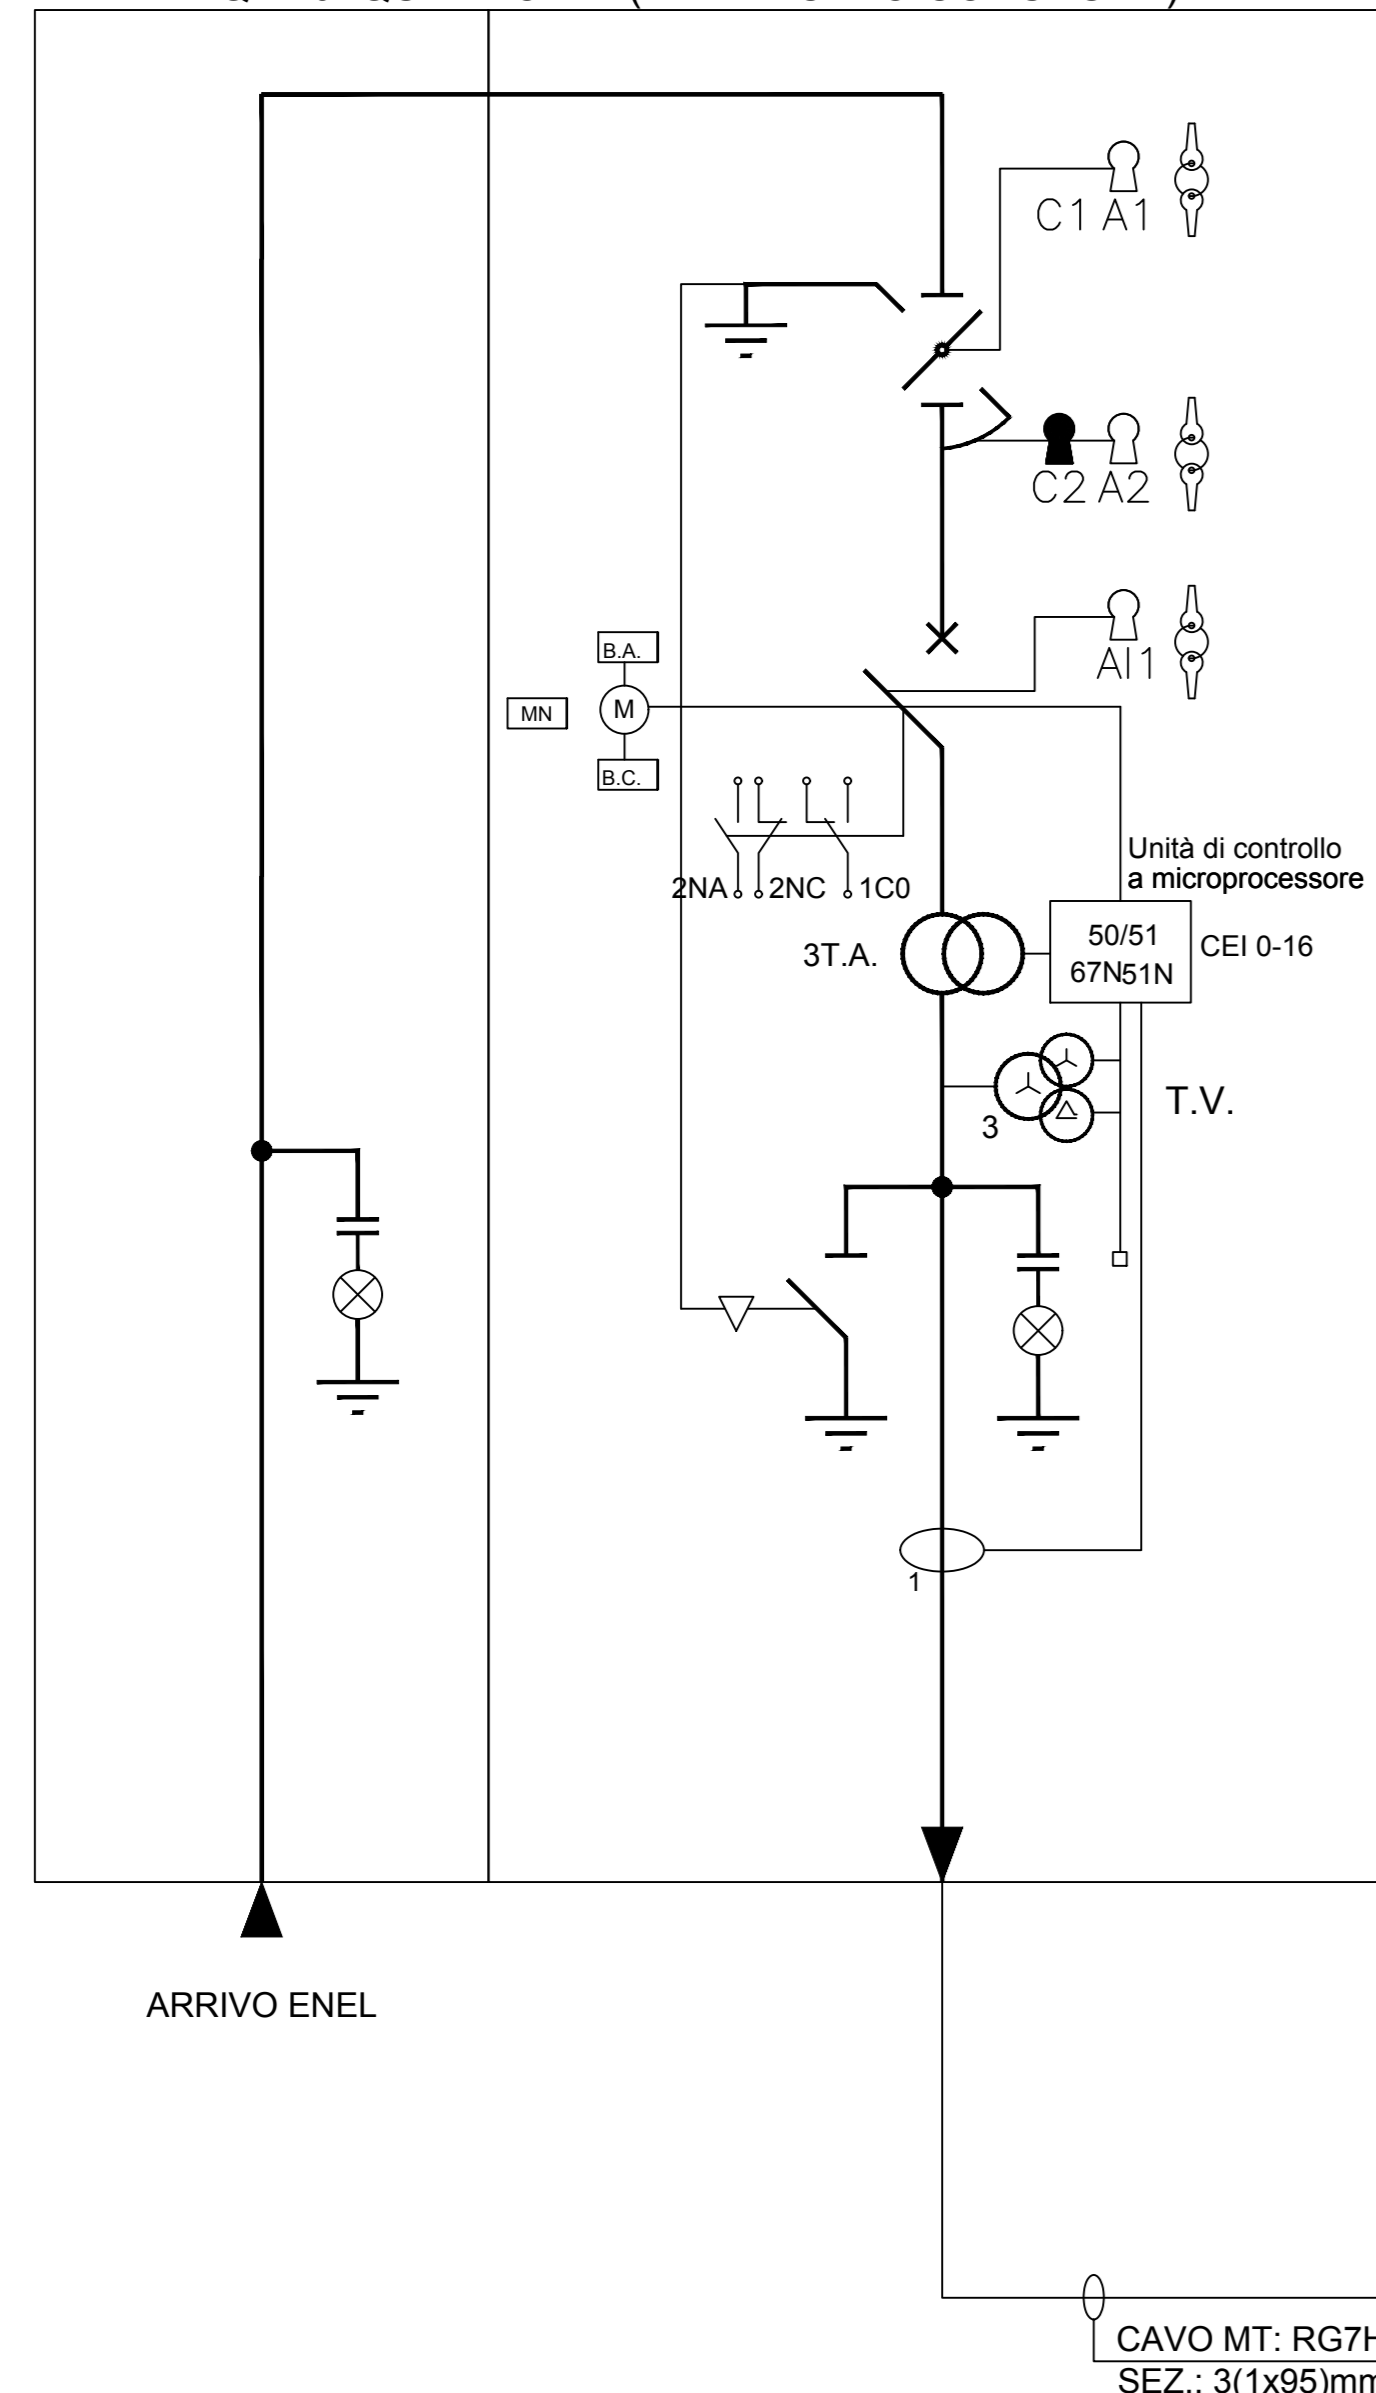 C1 A1
C2 A2
AI1
B.A.
MN
M
B.C.
2NA
2NC
1C0
Unità di controllo
a microprocessore
3T.A.
50/51
67N51N
CEI 0-16
3
T.V.
1
ARRIVO ENEL
CAVO MT: RG7H
SEZ.: 3(1x95)mm